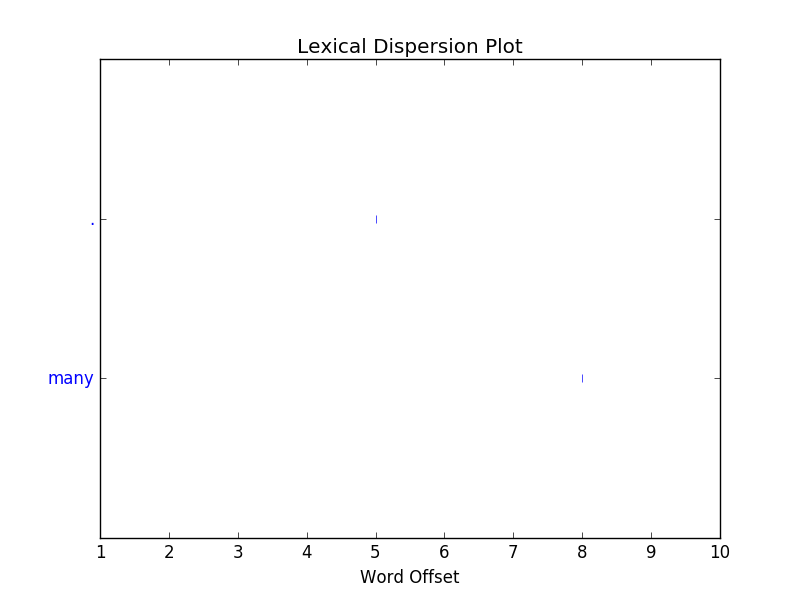 Lexical Dispersion Plot
.
many
1 2 3 4 5 6 7 8 9 10
Word Offset